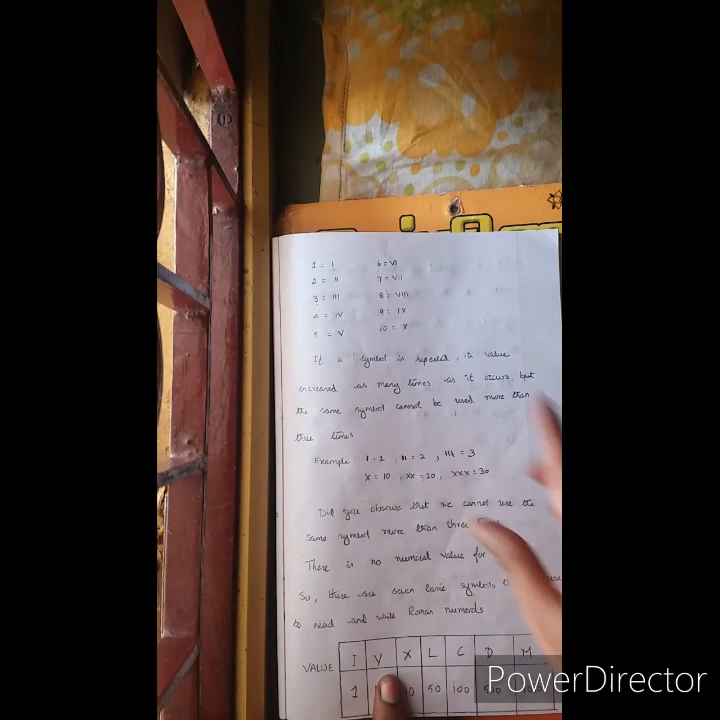 1 = I 6 = VI
2 = II 7 = VII
3 = III 8 = VIII
4 = IV 9 = IX
5 = V 10 = X
If a symbol is repeated, its value
increased as many times as it occurs, but
the same symbol cannot be used more than
three times
Example: I = 1, II = 2, III = 3
X = 10, XX = 20, XXX = 30
Did you observe that we cannot use the
same symbol more than three
There is no numeral value for
So, there are seven basic symbols
to read and write Roman numerals
VALUE I V X L C D M
1 50 100 500
PowerDirector